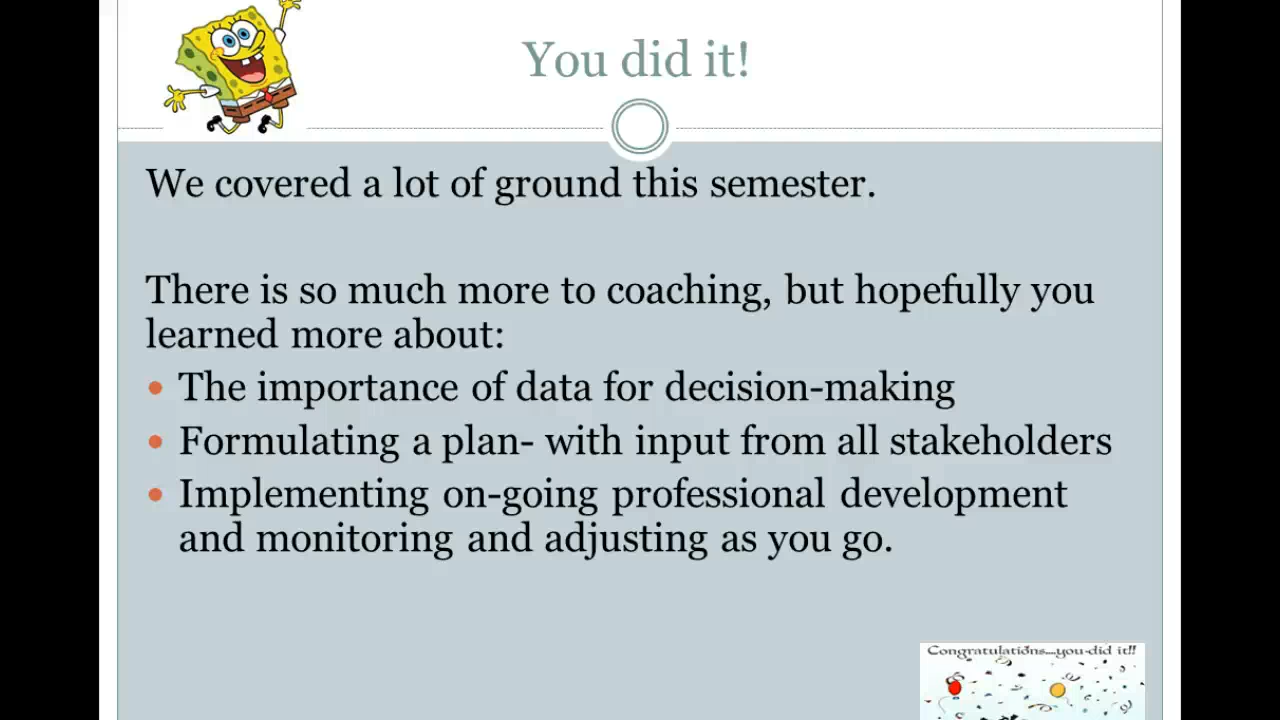 You did it!
We covered a lot of ground this semester.
There is so much more to coaching, but hopefully you
learned more about:
• The importance of data for decision-making
• Formulating a plan- with input from all stakeholders
• Implementing on-going professional development
and monitoring and adjusting as you go.
Congratulations....you did it!!